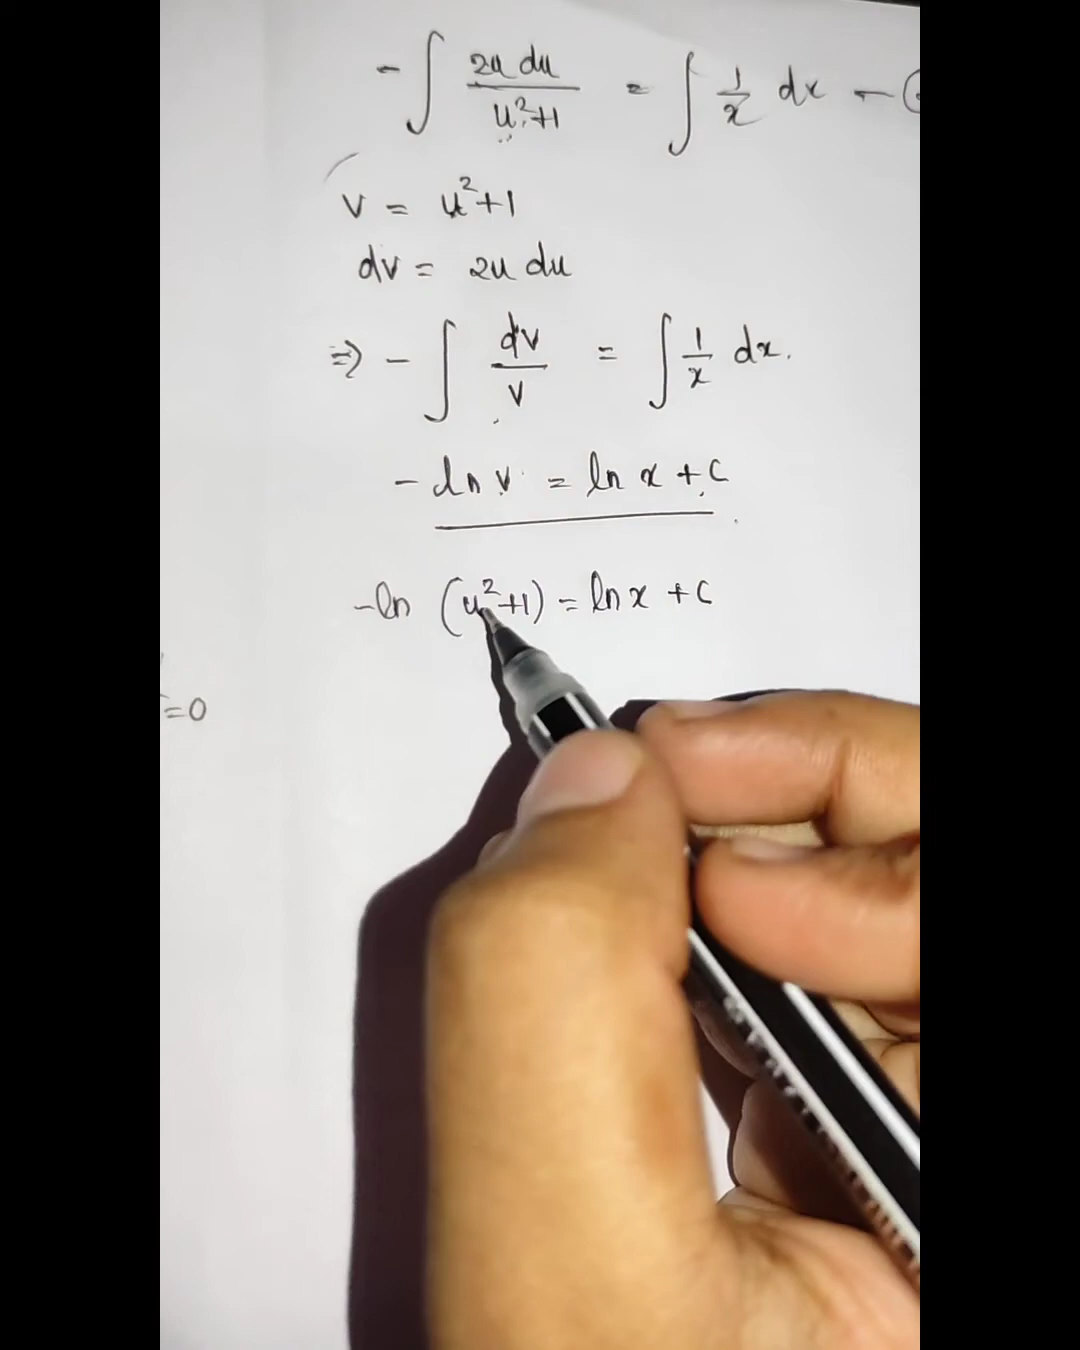 - ∫ 2u du / u²+1 = ∫ 1/x dx —
v = u²+1
dv = 2u du
⇒ - ∫ dv/v = ∫ 1/x dx.
- ln v = ln x + c
-ln (u²+1) = ln x + c
=0